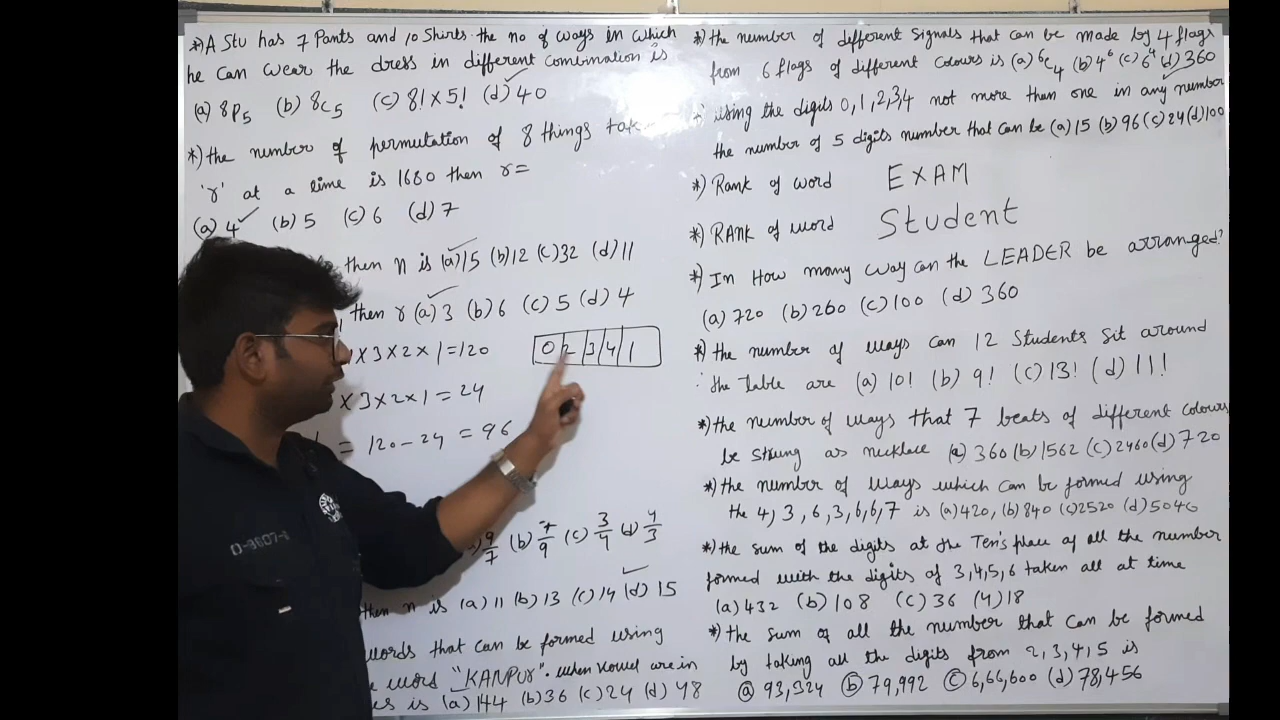 *) A Stu has 7 Pants and 10 Shirts the no of ways in which
he can wear the dress in different combination is
(a) 8P5 (b) 8C5 (c) 8! × 5! (d) 40
*) the number of permutation of 8 things
'r' at a time is 1680 then r=
(a) 4 (b) 5 (c) 6 (d) 7
then n is (a) 15 (b) 12 (c) 32 (d) 11
then r (a) 3 (b) 6 (c) 5 (d) 4
×3×2×1=120
0 2 3 4 1
×3×2×1=24
= 120-24 = 96
9/7 (b) 7/9 (c) 3/4 (d) 4/3
then n is (a) 11 (b) 13 (c) 14 (d) 15
words that can be formed using
word "KANPUr". when vowel are in
is (a) 144 (b) 36 (c) 24 (d) 48
D-3607-
*) the number of different Signals that can be made by 4 flags
from 6 flags of different colours is (a) 6C4 (b) 4^6 (c) 6^4 (d) 360
using the digits 0,1,2,3,4 not more then one in any number
the number of 5 digits number that can be (a) 15 (b) 96 (c) 24 (d) 100
*) Rank of word EXAM
*) RANK of word Student
*) In How many way can the LEADER be arranged?
(a) 720 (b) 260 (c) 100 (d) 360
*) the number of ways can 12 Students sit around
the table are (a) 10! (b) 9! (c) 13! (d) 11!
*) the number of ways that 7 beats of different colours
be strung as necklace (a) 360 (b) 1562 (c) 2460 (d) 720
*) the number of ways which can be formed using
the 4, 3, 6, 3, 6, 6, 7 is (a) 420, (b) 840 (c) 2520 (d) 5040
*) the sum of the digits at the Ten's place of all the number
formed with the digits of 3,4,5,6 taken all at time
(a) 432 (b) 108 (c) 36 (4) 18
*) the sum of all the number that can be formed
by taking all the digits from 2,3,4,5 is
(a) 93,324 (b) 79,992 (c) 6,66,600 (d) 78,456